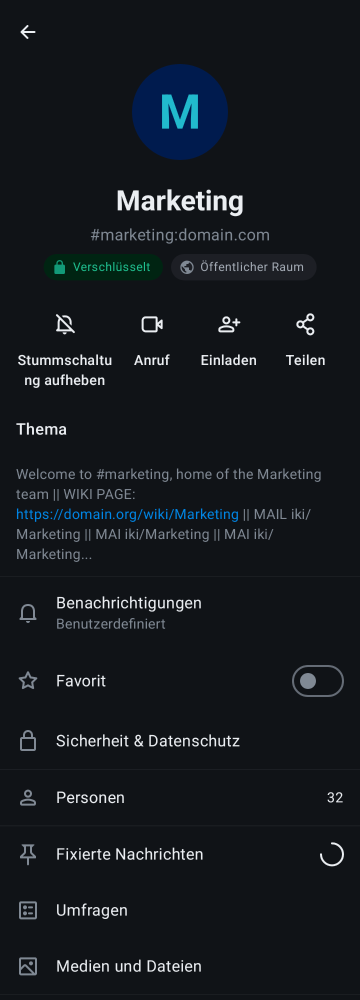 M
Marketing
#marketing:domain.com
Verschlüsselt
Öffentlicher Raum
Stummschaltu
ng aufheben
Anruf
Einladen
Teilen
Thema
Welcome to #marketing, home of the Marketing
team || WIKI PAGE:
https://domain.org/wiki/Marketing || MAIL iki/
Marketing || MAI iki/Marketing || MAI iki/
Marketing...
Benachrichtigungen
Benutzerdefiniert
Favorit
Sicherheit & Datenschutz
Personen
32
Fixierte Nachrichten
Umfragen
Medien und Dateien